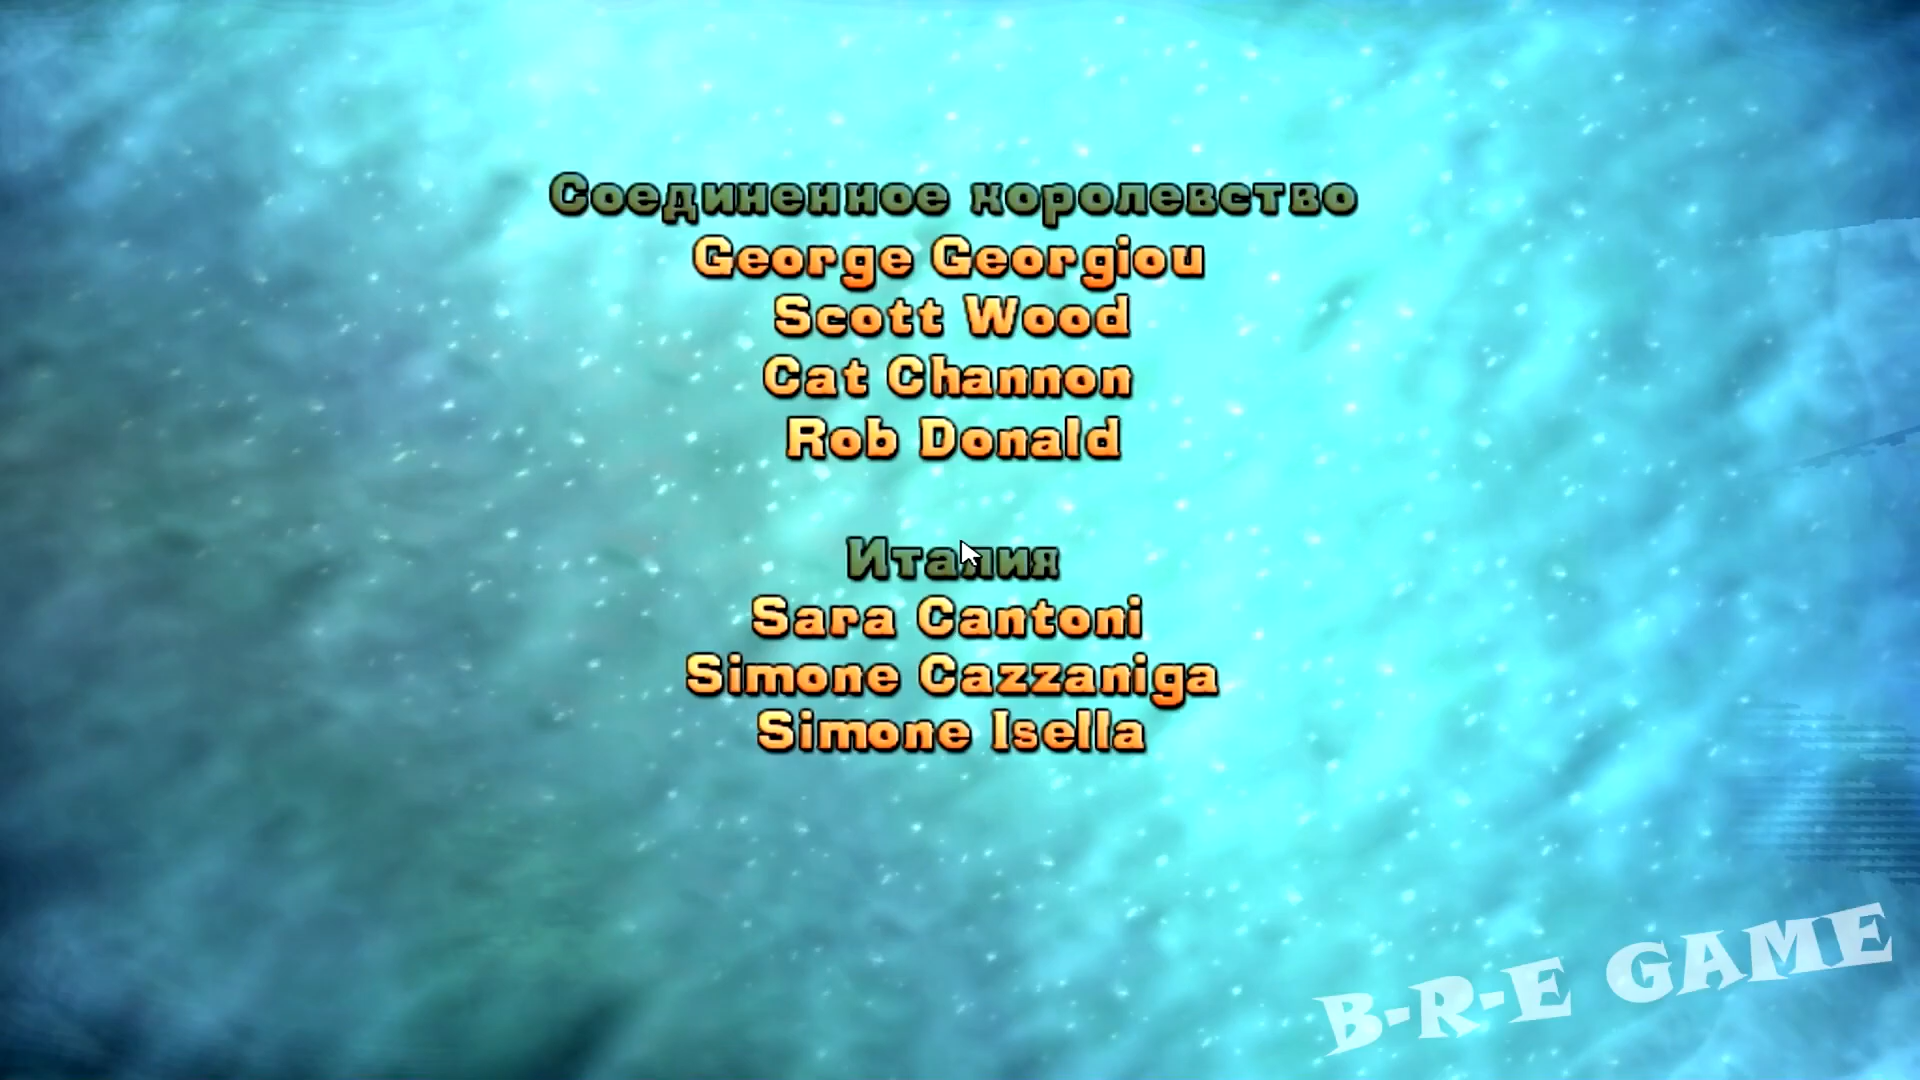 Соединенное королевство
George Georgiou
Scott Wood
Cat Channon
Rob Donald
Италия
Sara Cantoni
Simone Cazzaniga
Simone Isella
B-R-E GAME